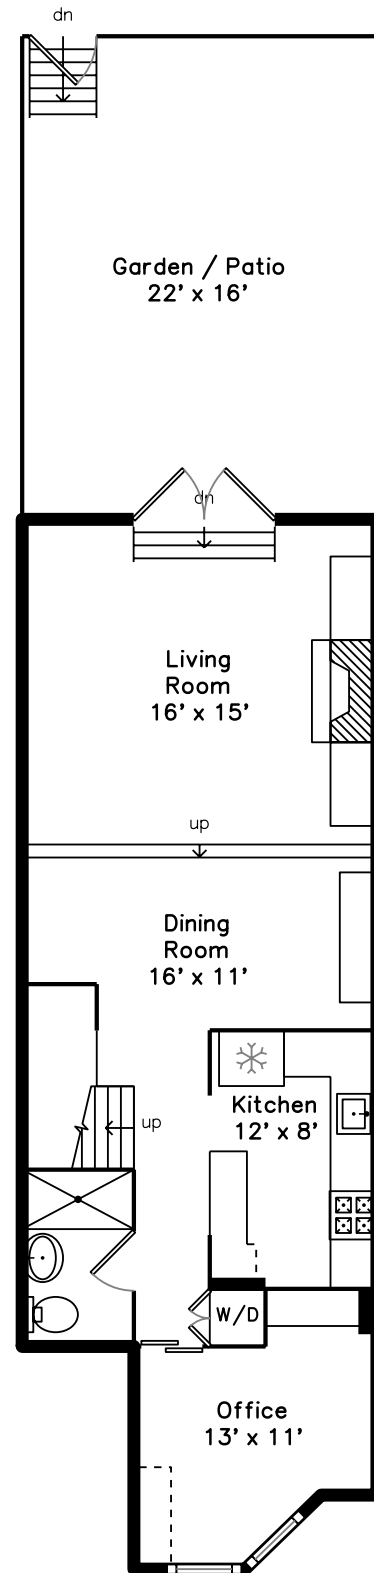 dn
Garden / Patio
22' x 16'
dn
Living
Room
16' x 15'
up
Dining
Room
16' x 11'
Kitchen
12' x 8'
up
W/D
Office
13' x 11'